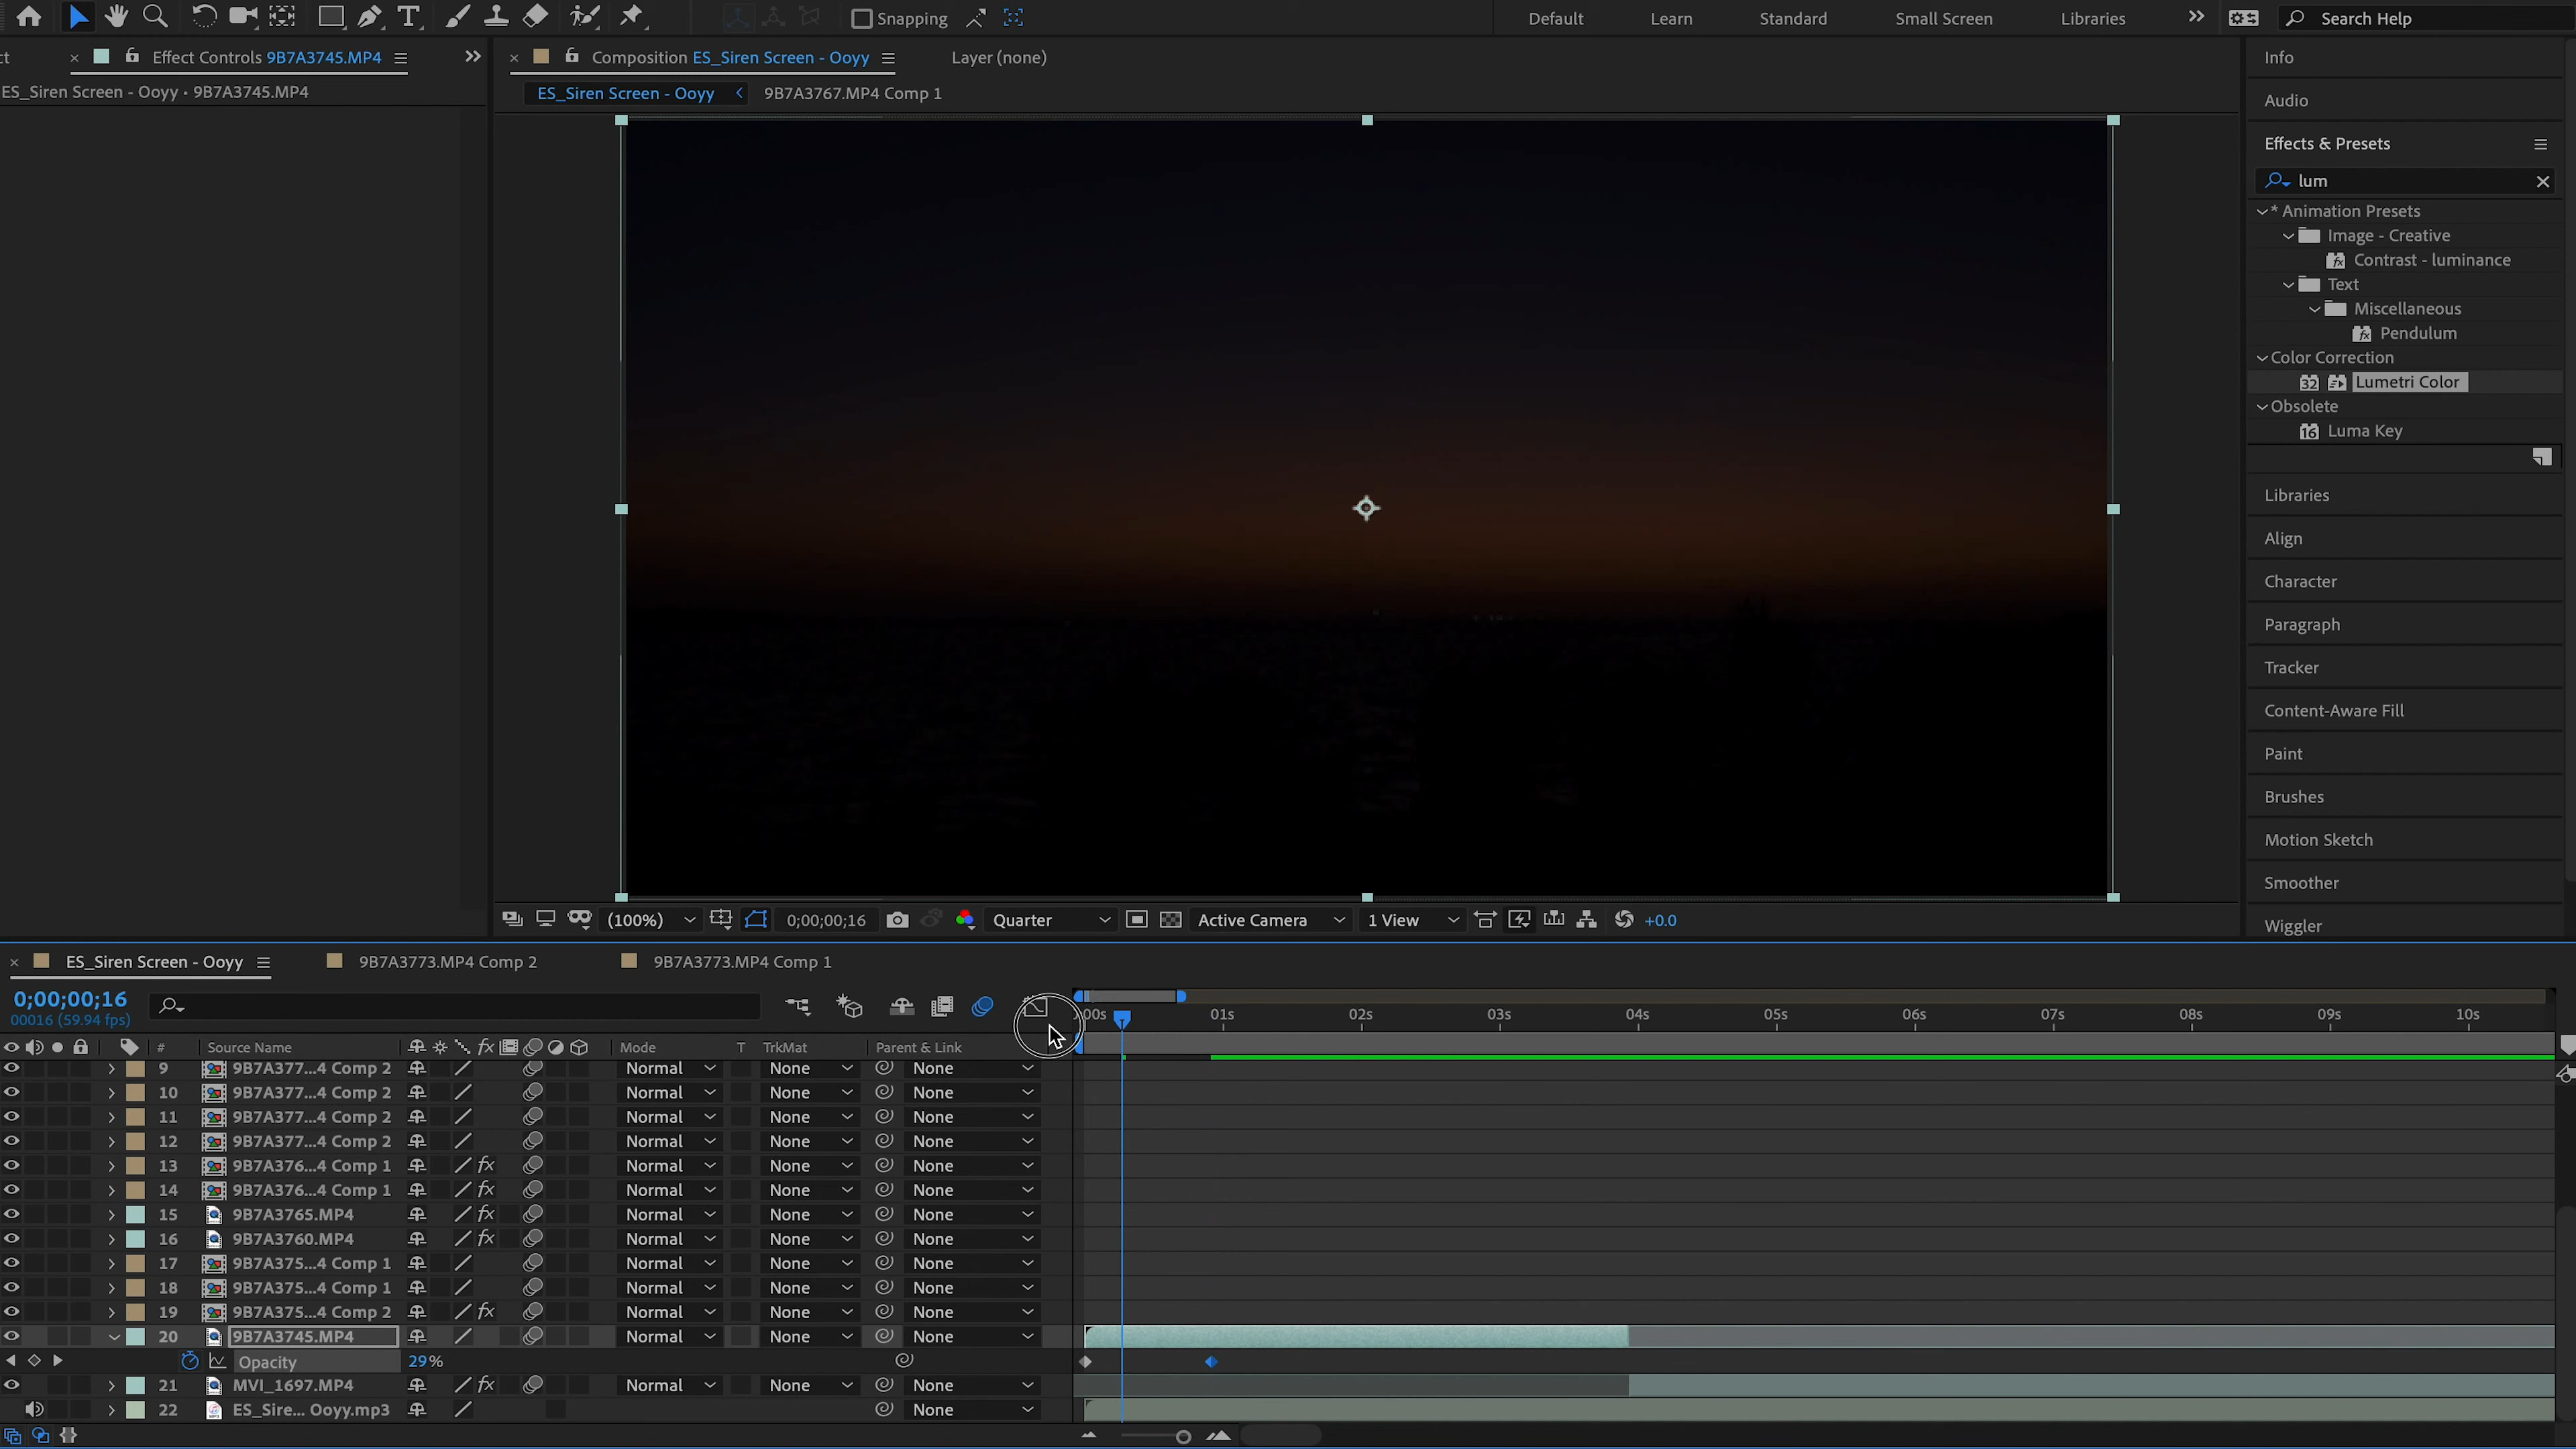 Snapping
Default
Learn
Standard
Small Screen
Libraries
Search Help
ct
Effect Controls 9B7A3745.MP4
Composition ES_Siren Screen - Ooyy
Layer (none)
Info
ES_Siren Screen - Ooyy • 9B7A3745.MP4
ES_Siren Screen - Ooyy
9B7A3767.MP4 Comp 1
Audio
Effects & Presets
lum
* Animation Presets
Image - Creative
Contrast - luminance
Text
Miscellaneous
Pendulum
Color Correction
32 Lumetri Color
Obsolete
16 Luma Key
Libraries
Align
Character
Paragraph
Tracker
Content-Aware Fill
Paint
Brushes
Motion Sketch
Smoother
Wiggler
(100%)
0;00;00;16
Quarter
Active Camera
1 View
+0.0
ES_Siren Screen - Ooyy
9B7A3773.MP4 Comp 2
9B7A3773.MP4 Comp 1
0;00;00;16
00016 (59.94 fps)
:00s 01s 02s 03s 04s 05s 06s 07s 08s 09s 10s
# Source Name fx Mode T TrkMat Parent & Link
9 9B7A377...4 Comp 2 Normal None None
10 9B7A377...4 Comp 2 Normal None None
11 9B7A377...4 Comp 2 Normal None None
12 9B7A377...4 Comp 2 Normal None None
13 9B7A376...4 Comp 1 fx Normal None None
14 9B7A376...4 Comp 1 fx Normal None None
15 9B7A3765.MP4 fx Normal None None
16 9B7A3760.MP4 fx Normal None None
17 9B7A375...4 Comp 1 Normal None None
18 9B7A375...4 Comp 1 Normal None None
19 9B7A375...4 Comp 2 fx Normal None None
20 9B7A3745.MP4 Normal None None
Opacity 29%
21 MVI_1697.MP4 fx Normal None None
22 ES_Sire... Ooyy.mp3 None